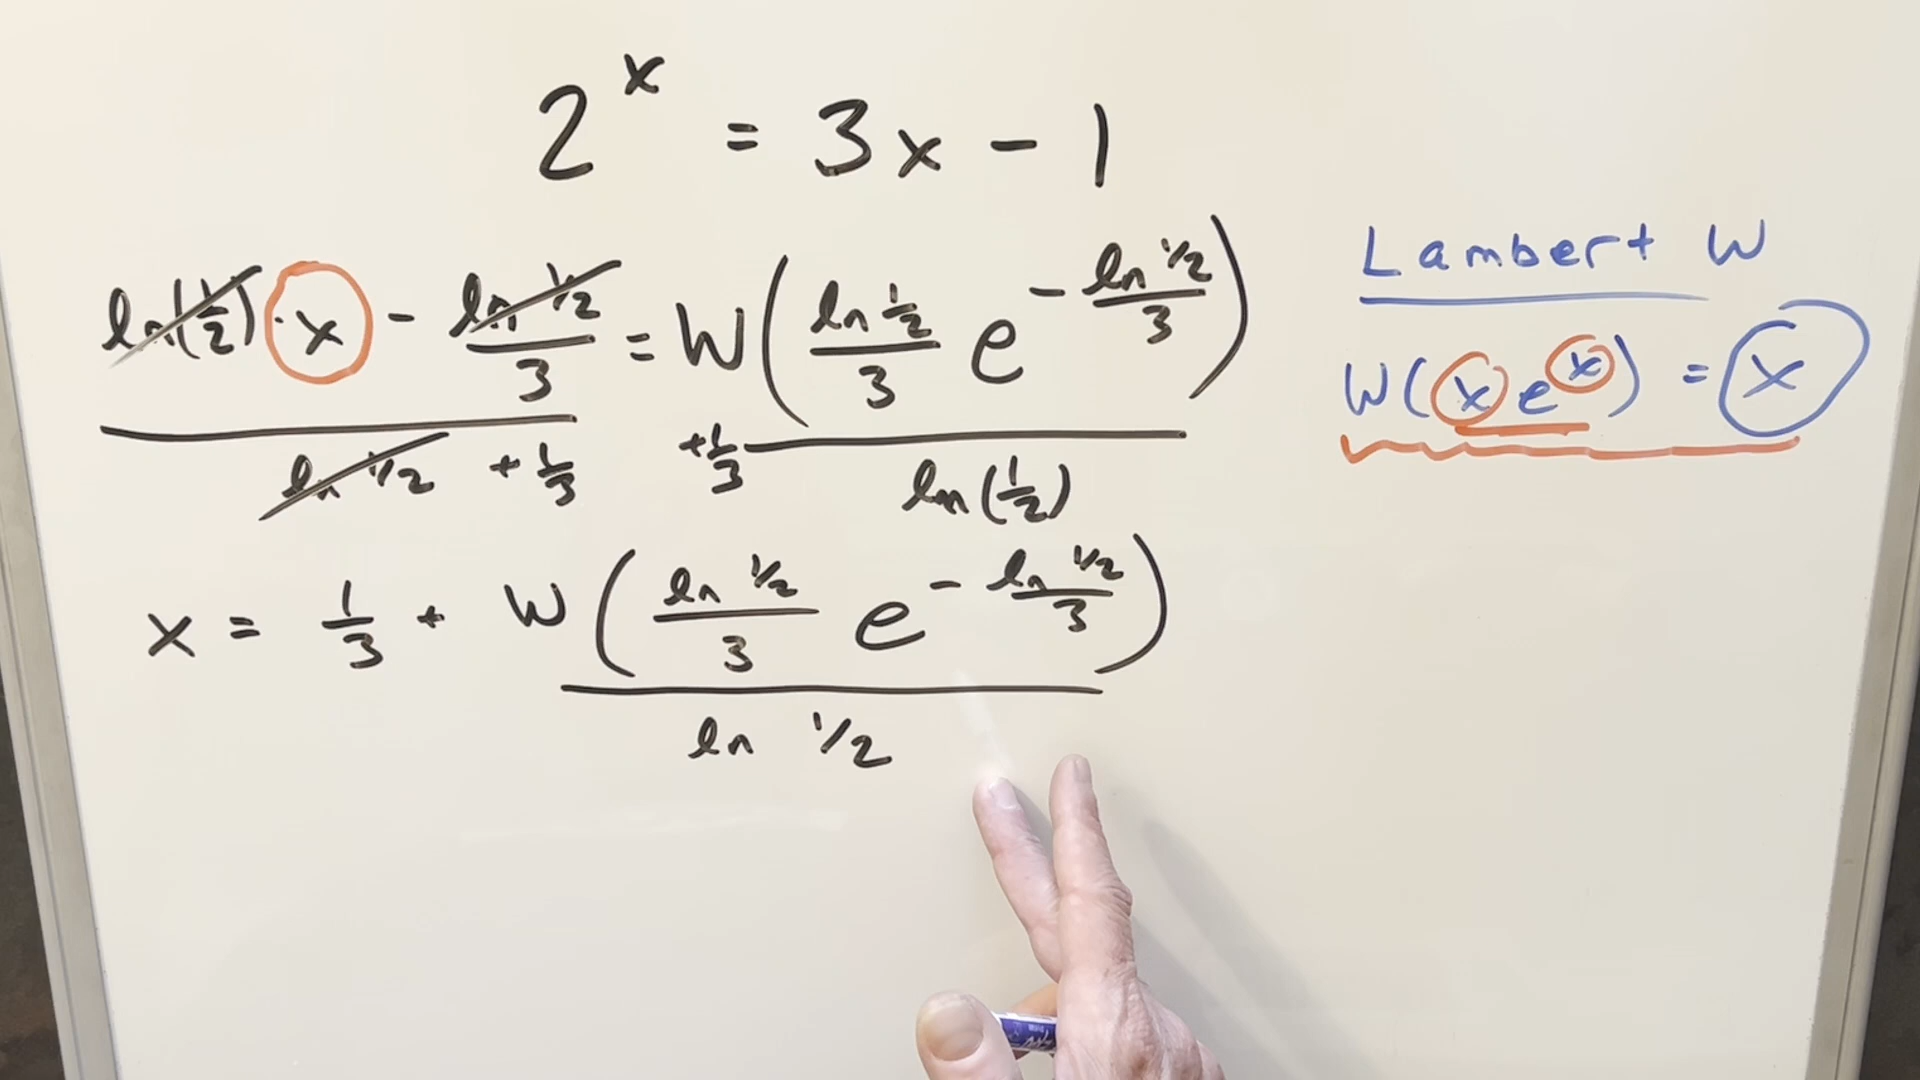 2^x = 3x - 1
ln(1/2)·x - ln 1/2 / 3 = W(ln 1/2 / 3 e^(-ln 1/2 / 3))
ln 1/2 + 1/3 +1/3 ln(1/2)
x = 1/3 + W(ln 1/2 / 3 e^(-ln 1/2 / 3))
ln 1/2
Lambert W
W(xe^x) = x